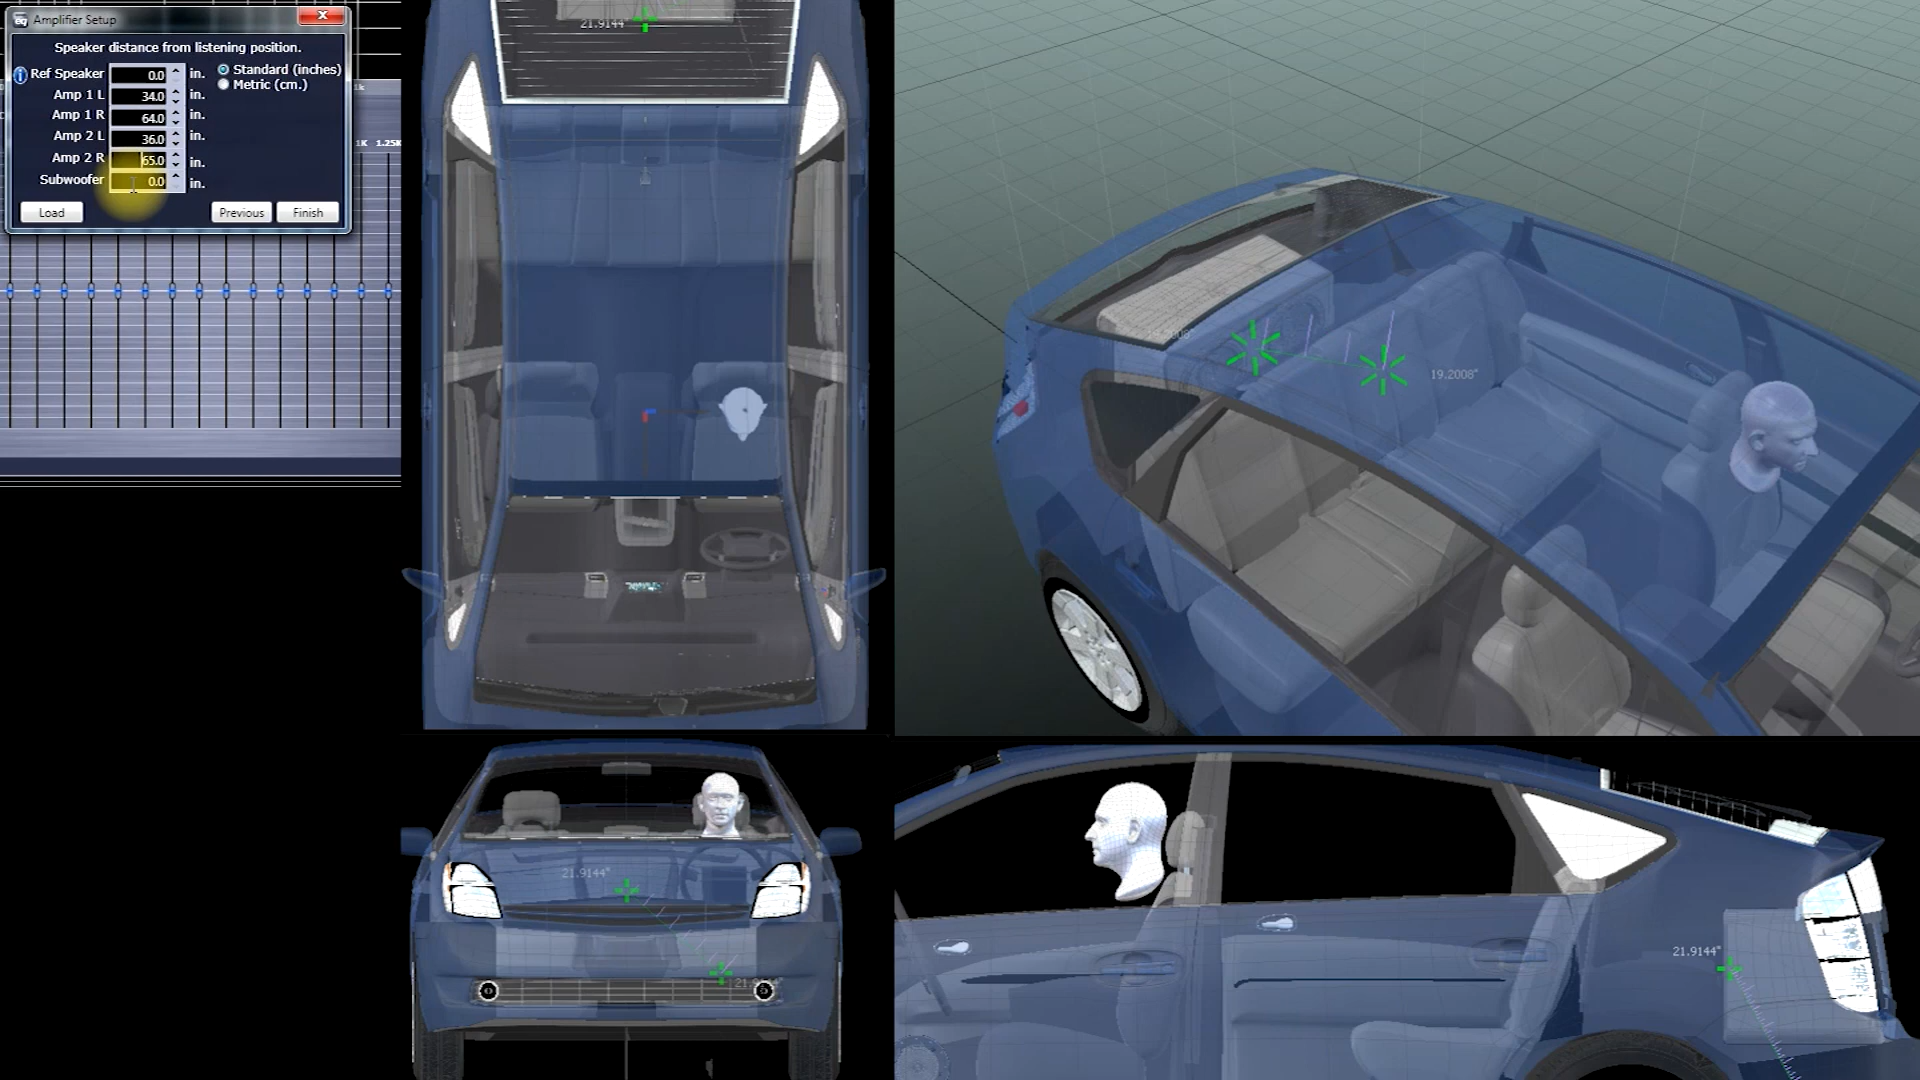 Amplifier Setup
Speaker distance from listening position.
Ref Speaker 0.0 in.
Standard (inches)
Metric (cm.)
Amp 1 L 34.0 in.
Amp 1 R 64.0 in.
Amp 2 L 36.0 in.
Amp 2 R 65.0 in.
Subwoofer 0.0 in.
Load Previous Finish
1k
1K 1.25K
21.9144"
19.2008"
21.9144"
21.9144"